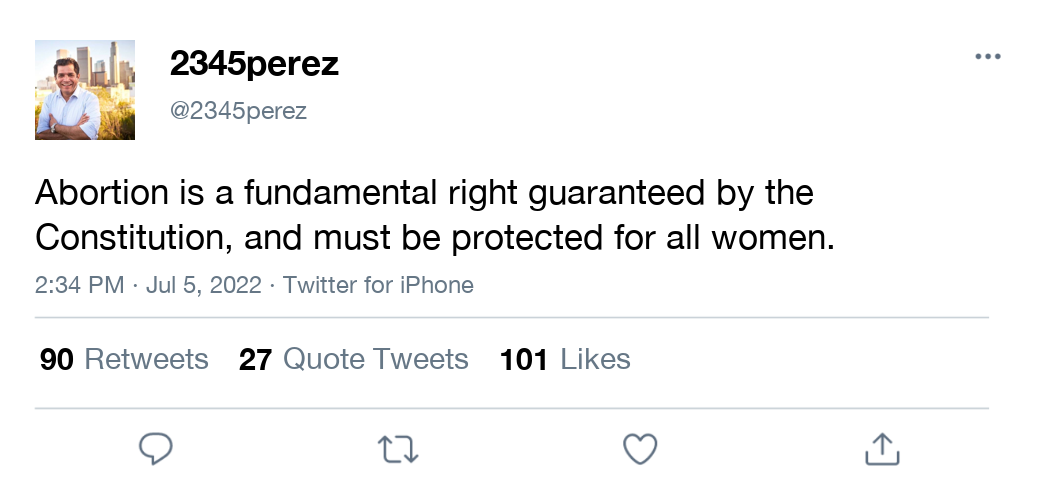 2345perez
@2345perez
Abortion is a fundamental right guaranteed by the
Constitution, and must be protected for all women.
2:34 PM · Jul 5, 2022 · Twitter for iPhone
90 Retweets 27 Quote Tweets 101 Likes